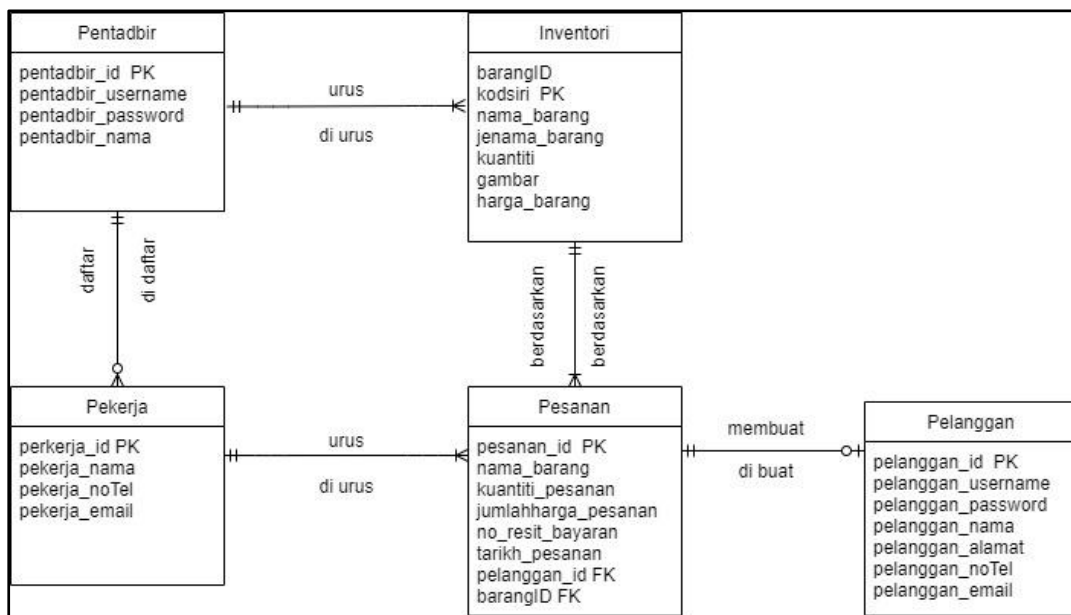 Pentadbir
pentadbir_id PK
pentadbir_username
pentadbir_password
pentadbir_nama
urus
di urus
Inventori
barangID
kodsiri PK
nama_barang
jenama_barang
kuantiti
gambar
harga_barang
daftar
di daftar
berdasarkan
berdasarkan
Pekerja
perkerja_id PK
pekerja_nama
pekerja_noTel
pekerja_email
urus
di urus
Pesanan
pesanan_id PK
nama_barang
kuantiti_pesanan
jumlahharga_pesanan
no_resit_bayaran
tarikh_pesanan
pelanggan_id FK
barangID FK
membuat
di buat
Pelanggan
pelanggan_id PK
pelanggan_username
pelanggan_password
pelanggan_nama
pelanggan_alamat
pelanggan_noTel
pelanggan_email